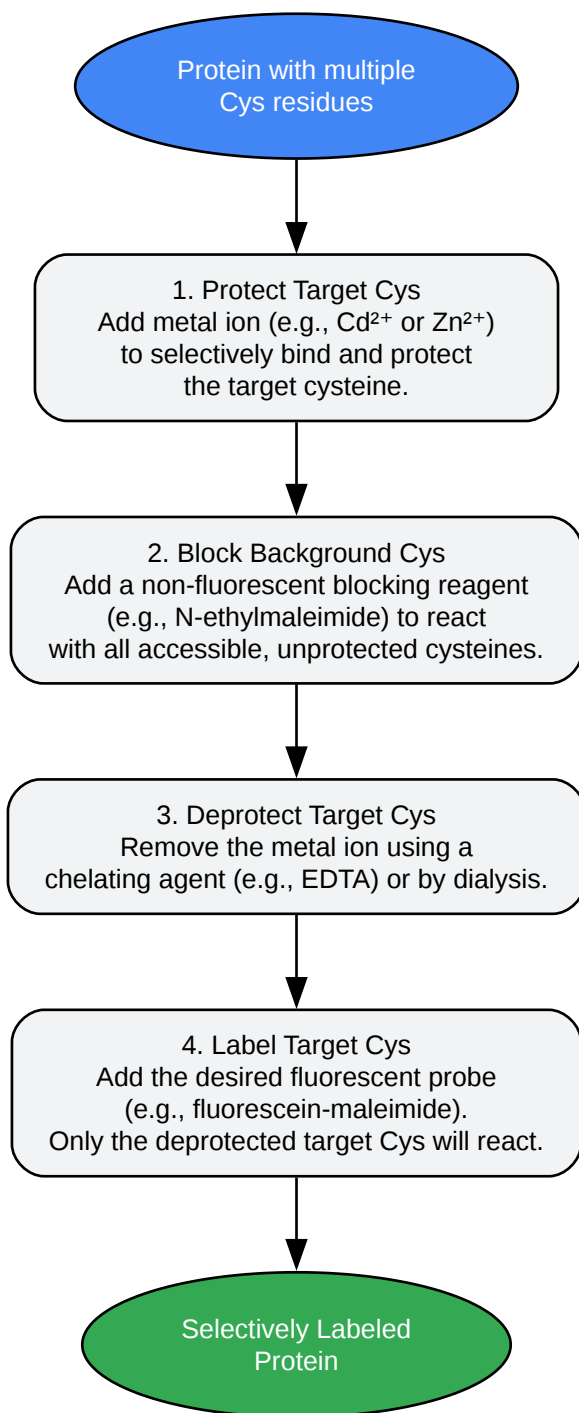 Protein with multiple
Cys residues
1. Protect Target Cys
Add metal ion (e.g., Cd²⁺ or Zn²⁺)
to selectively bind and protect
the target cysteine.
2. Block Background Cys
Add a non-fluorescent blocking reagent
(e.g., N-ethylmaleimide) to react
with all accessible, unprotected cysteines.
3. Deprotect Target Cys
Remove the metal ion using a
chelating agent (e.g., EDTA) or by dialysis.
4. Label Target Cys
Add the desired fluorescent probe
(e.g., fluorescein-maleimide).
Only the deprotected target Cys will react.
Selectively Labeled
Protein